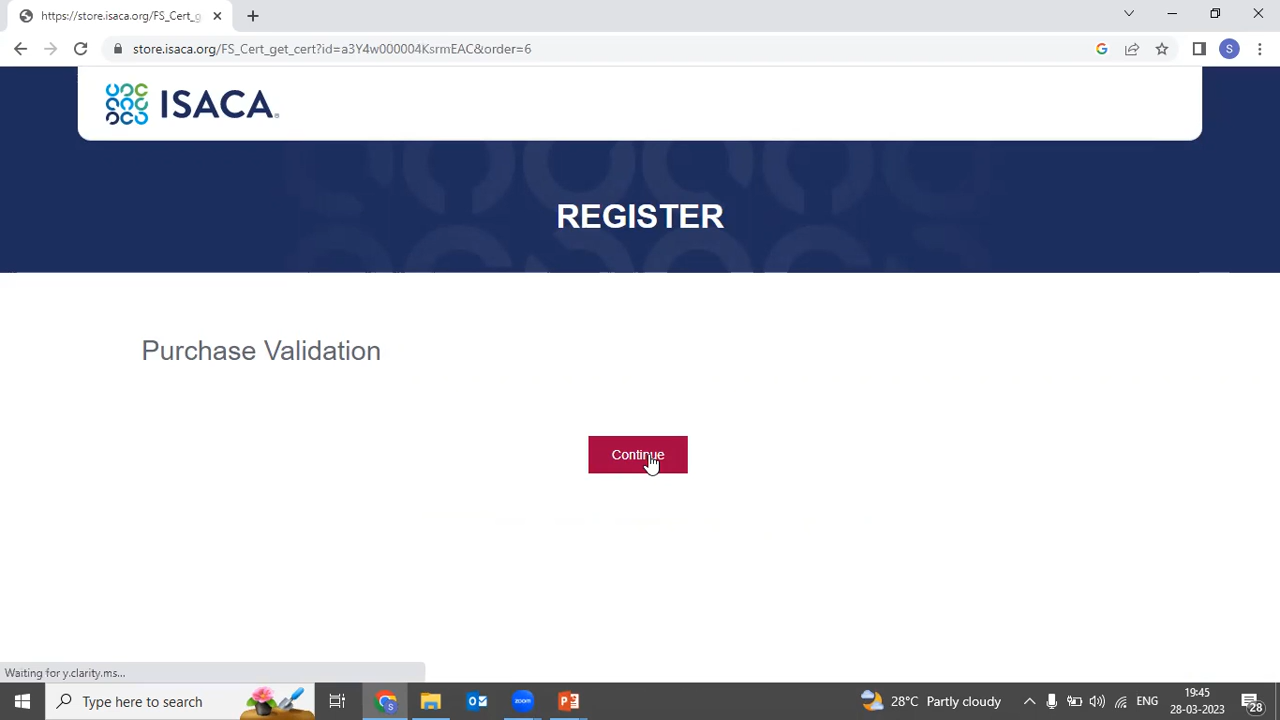 https://store.isaca.org/FS_Cert_g
store.isaca.org/FS_Cert_get_cert?id=a3Y4w000004KsrmEAC&order=6
S
ISACA.
REGISTER
Purchase Validation
Continue
Waiting for y.clarity.ms...
Type here to search
zoom
28°C Partly cloudy
ENG
19:45
28-03-2023
28